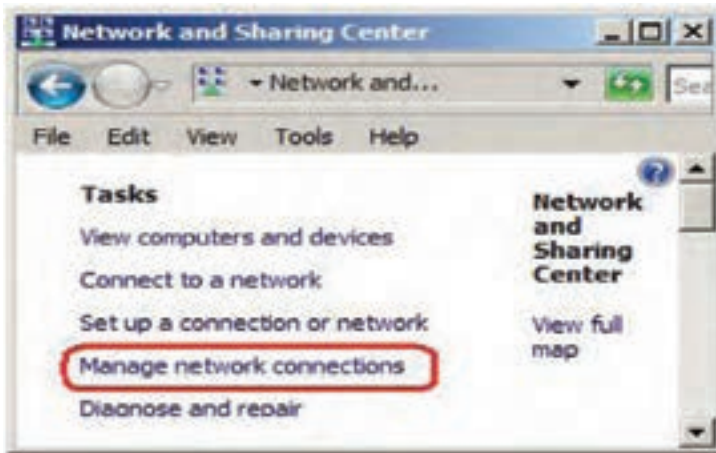 Network and Sharing Center
Network and...
Sea
File Edit View Tools Help
Tasks
View computers and devices
Connect to a network
Set up a connection or network
Manage network connections
Diagnose and repair
Network
and
Sharing
Center
View full
map